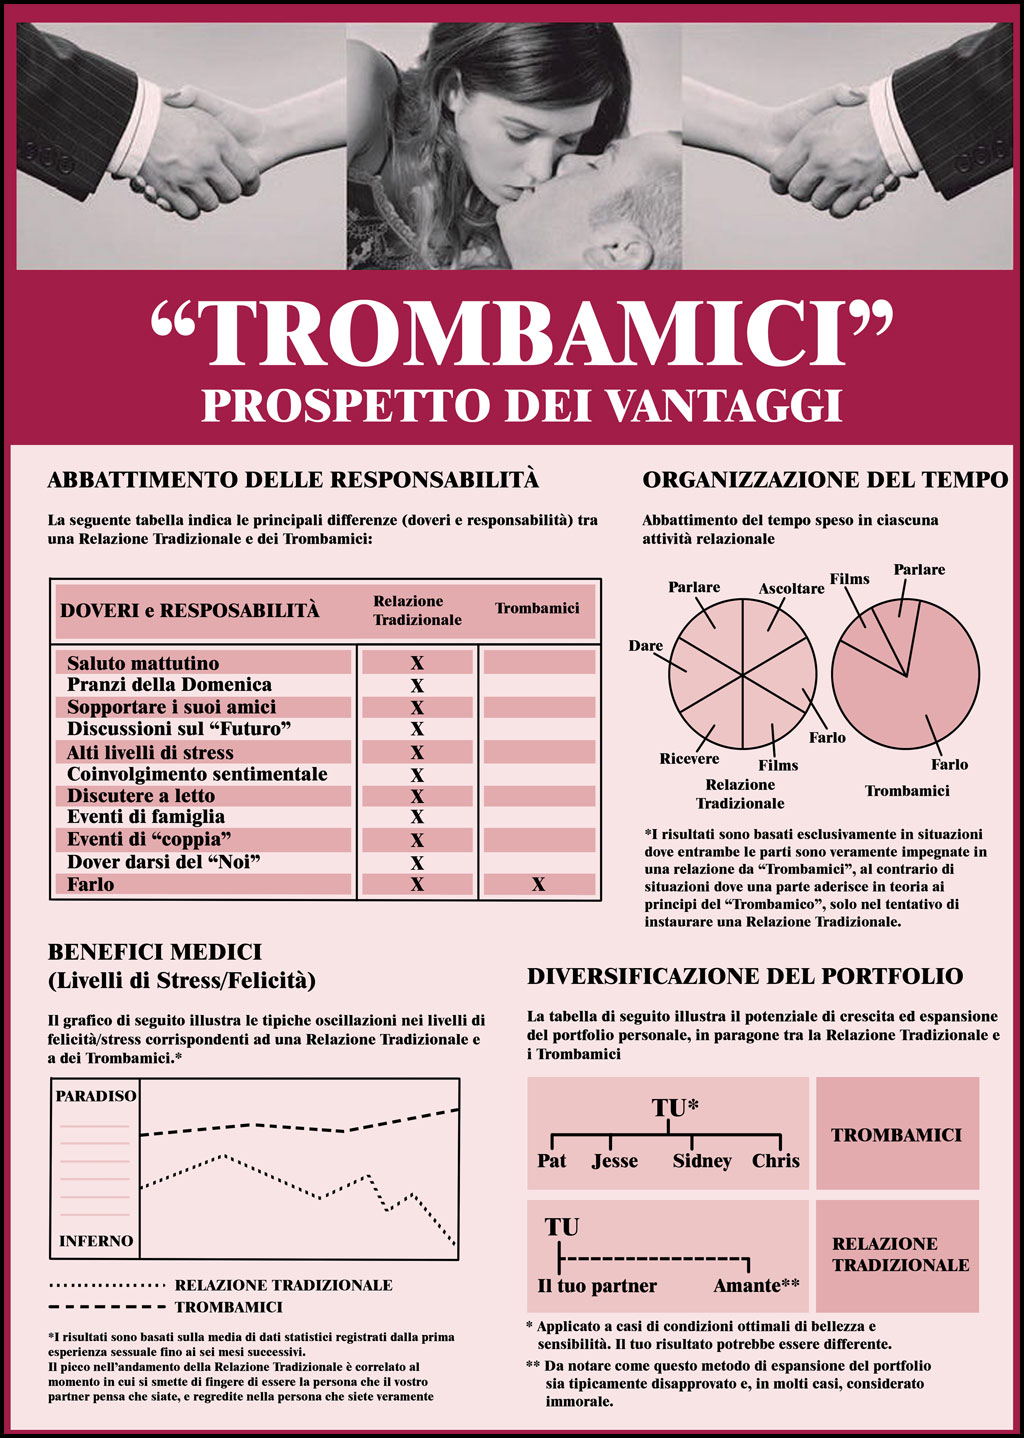 “TROMBAMICI”
PROSPETTO DEI VANTAGGI
ABBATTIMENTO DELLE RESPONSABILITÀ
La seguente tabella indica le principali differenze (doveri e responsabilità) tra
una Relazione Tradizionale e dei Trombamici:
DOVERI e RESPOSABILITÀ
Relazione
Tradizionale
Trombamici
Saluto mattutino X
Pranzi della Domenica X
Sopportare i suoi amici X
Discussioni sul “Futuro” X
Alti livelli di stress X
Coinvolgimento sentimentale X
Discutere a letto X
Eventi di famiglia X
Eventi di “coppia” X
Dover darsi del “Noi” X
Farlo X X
ORGANIZZAZIONE DEL TEMPO
Abbattimento del tempo speso in ciascuna
attività relazionale
Parlare
Ascoltare
Dare
Farlo
Ricevere
Films
Relazione
Tradizionale
Films
Parlare
Farlo
Trombamici
*I risultati sono basati esclusivamente in situazioni
dove entrambe le parti sono veramente impegnate in
una relazione da “Trombamici”, al contrario di
situazioni dove una parte aderisce in teoria ai
principi del “Trombamico”, solo nel tentativo di
instaurare una Relazione Tradizionale.
BENEFICI MEDICI
(Livelli di Stress/Felicità)
Il grafico di seguito illustra le tipiche oscillazioni nei livelli di
felicità/stress corrispondenti ad una Relazione Tradizionale e
a dei Trombamici.*
PARADISO
INFERNO
RELAZIONE TRADIZIONALE
TROMBAMICI
*I risultati sono basati sulla media di dati statistici registrati dalla prima
esperienza sessuale fino ai sei mesi successivi.
Il picco nell’andamento della Relazione Tradizionale è correlato al
momento in cui si smette di fingere di essere la persona che il vostro
partner pensa che siate, e regredite nella persona che siete veramente
DIVERSIFICAZIONE DEL PORTFOLIO
La tabella di seguito illustra il potenziale di crescita ed espansione
del portfolio personale, in paragone tra la Relazione Tradizionale e
i Trombamici
TU*
Pat Jesse Sidney Chris
TROMBAMICI
TU
Il tuo partner Amante**
RELAZIONE
TRADIZIONALE
* Applicato a casi di condizioni ottimali di bellezza e
sensibilità. Il tuo risultato potrebbe essere differente.
** Da notare come questo metodo di espansione del portfolio
sia tipicamente disapprovato e, in molti casi, considerato
immorale.